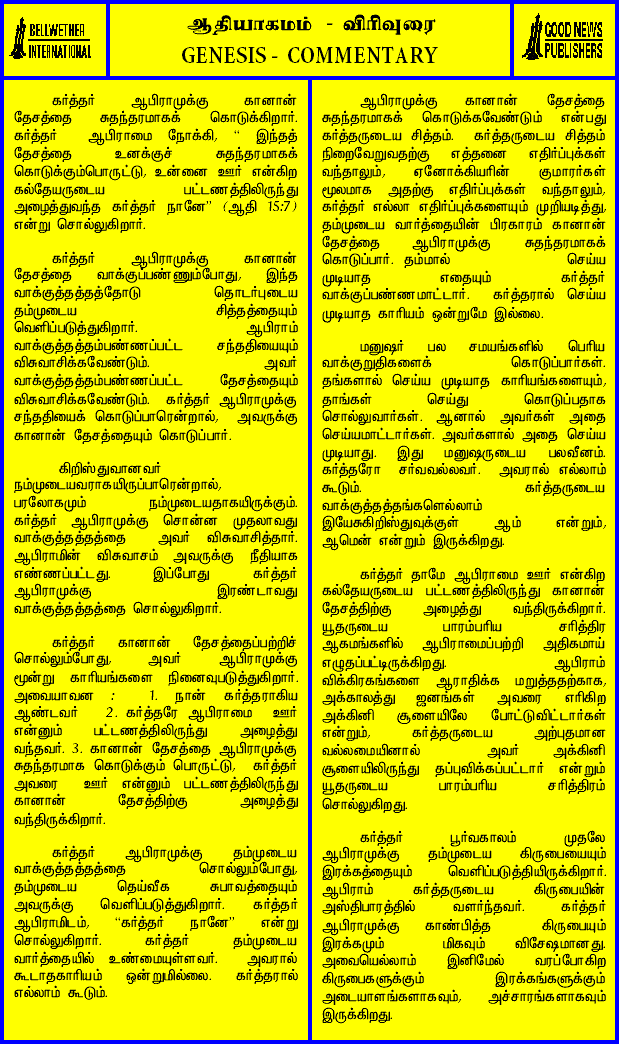 BELLWETHER
INTERNATIONAL
ஆதியாகமம் - விரிவுரை
GENESIS - COMMENTARY
GOOD NEWS
PUBLISHERS
கர்த்தர் ஆபிராமுக்கு கானான்
தேசத்தை சுதந்தரமாகக் கொடுக்கிறார்.
கர்த்தர் ஆபிராமை நோக்கி, “ இந்தத்
தேசத்தை உனக்குச் சுதந்தரமாகக்
கொடுக்கும்பொருட்டு, உன்னை ஊர் என்கிற
கல்தேயருடைய பட்டணத்திலிருந்து
அழைத்துவந்த கர்த்தர் நானே” (ஆதி 15:7)
என்று சொல்லுகிறார்.
கர்த்தர் ஆபிராமுக்கு கானான்
தேசத்தை வாக்குப்பண்ணும்போது, இந்த
வாக்குத்தத்தத்தோடு தொடர்புடைய
தம்முடைய சித்தத்தையும்
வெளிப்படுத்துகிறார். ஆபிராம்
வாக்குத்தத்தம்பண்ணப்பட்ட சந்ததியையும்
விசுவாசிக்கவேண்டும். அவர்
வாக்குத்தத்தம்பண்ணப்பட்ட தேசத்தையும்
விசுவாசிக்கவேண்டும். கர்த்தர் ஆபிராமுக்கு
சந்ததியைக் கொடுப்பாரென்றால், அவருக்கு
கானான் தேசத்தையும் கொடுப்பார்.
கிறிஸ்துவானவர்
நம்முடையவராகயிருப்பாரென்றால்,
பரலோகமும் நம்முடையதாகயிருக்கும்.
கர்த்தர் ஆபிராமுக்கு சொன்ன முதலாவது
வாக்குத்தத்தத்தை அவர் விசுவாசித்தார்.
ஆபிராமின் விசுவாசம் அவருக்கு நீதியாக
எண்ணப்பட்டது. இப்போது கர்த்தர்
ஆபிராமுக்கு இரண்டாவது
வாக்குத்தத்தத்தை சொல்லுகிறார்.
கர்த்தர் கானான் தேசத்தைப்பற்றிச்
சொல்லும்போது, அவர் ஆபிராமுக்கு
மூன்று காரியங்களை நினைவுபடுத்துகிறார்.
அவையாவன : 1. நான் கர்த்தராகிய
ஆண்டவர் 2. கர்த்தரே ஆபிராமை ஊர்
என்னும் பட்டணத்திலிருந்து அழைத்து
வந்தவர். 3. கானான் தேசத்தை ஆபிராமுக்கு
சுதந்தரமாக கொடுக்கும் பொருட்டு, கர்த்தர்
அவரை ஊர் என்னும் பட்டணத்திலிருந்து
கானான் தேசத்திற்கு அழைத்து
வந்திருக்கிறார்.
கர்த்தர் ஆபிராமுக்கு தம்முடைய
வாக்குத்தத்தத்தை சொல்லும்போது,
தம்முடைய தெய்வீக சுபாவத்தையும்
அவருக்கு வெளிப்படுத்துகிறார். கர்த்தர்
ஆபிராமிடம், “கர்த்தர் நானே” என்று
சொல்லுகிறார். கர்த்தர் தம்முடைய
வார்த்தையில் உண்மையுள்ளவர். அவரால்
கூடாதகாரியம் ஒன்றுமில்லை. கர்த்தரால்
எல்லாம் கூடும்.
ஆபிராமுக்கு கானான் தேசத்தை
சுதந்தரமாகக் கொடுக்கவேண்டும் என்பது
கர்த்தருடைய சித்தம். கர்த்தருடைய சித்தம்
நிறைவேறுவதற்கு எத்தனை எதிர்ப்புக்கள்
வந்தாலும், ஏனோக்கியரின் குமாரர்கள்
மூலமாக அதற்கு எதிர்ப்புக்கள் வந்தாலும்,
கர்த்தர் எல்லா எதிர்ப்புக்களையும் முறியடித்து,
தம்முடைய வார்த்தையின் பிரகாரம் கானான்
தேசத்தை ஆபிராமுக்கு சுதந்தரமாகக்
கொடுப்பார். தம்மால் செய்ய
முடியாத எதையும் கர்த்தர்
வாக்குப்பண்ணமாட்டார். கர்த்தரால் செய்ய
முடியாத காரியம் ஒன்றுமே இல்லை.
மனுஷர் பல சமயங்களில் பெரிய
வாக்குறுதிகளைக் கொடுப்பார்கள்.
தங்களால் செய்ய முடியாத காரியங்களையும்,
தாங்கள் செய்து கொடுப்பதாக
சொல்லுவார்கள். ஆனால் அவர்கள் அதை
செய்யமாட்டார்கள். அவர்களால் அதை செய்ய
முடியாது. இது மனுஷருடைய பலவீனம்.
கர்த்தரோ சர்வவல்லவர். அவரால் எல்லாம்
கூடும். கர்த்தருடைய
வாக்குத்தத்தங்களெல்லாம்
இயேசுகிறிஸ்துவுக்குள் ஆம் என்றும்,
ஆமென் என்றும் இருக்கிறது.
கர்த்தர் தாமே ஆபிராமை ஊர் என்கிற
கல்தேயருடைய பட்டணத்திலிருந்து கானான்
தேசத்திற்கு அழைத்து வந்திருக்கிறார்.
யூதருடைய பாரம்பரிய சரித்திர
ஆகமங்களில் ஆபிராமைப்பற்றி அதிகமாய்
எழுதப்பட்டிருக்கிறது. ஆபிராம்
விக்கிரகங்களை ஆராதிக்க மறுத்ததற்காக,
அக்காலத்து ஜனங்கள் அவரை எரிகிற
அக்கினி சூளையிலே போட்டுவிட்டார்கள்
என்றும், கர்த்தருடைய அற்புதமான
வல்லமையினால் அவர் அக்கினி
சூளையிலிருந்து தப்புவிக்கப்பட்டார் என்றும்
யூதருடைய பாரம்பரிய சரித்திரம்
சொல்லுகிறது.
கர்த்தர் பூர்வகாலம் முதலே
ஆபிராமுக்கு தம்முடைய கிருபையையும்
இரக்கத்தையும் வெளிப்படுத்தியிருக்கிறார்.
ஆபிராம் கர்த்தருடைய கிருபையின்
அஸ்திபாரத்தில் வளர்ந்தவர். கர்த்தர்
ஆபிராமுக்கு காண்பித்த கிருபையும்
இரக்கமும் மிகவும் விசேஷமானது.
அவையெல்லாம் இனிமேல் வரப்போகிற
கிருபைகளுக்கும் இரக்கங்களுக்கும்
அடையாளங்களாகவும், அச்சாரங்களாகவும்
இருக்கிறது.